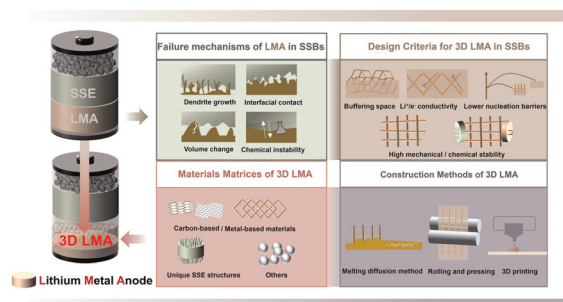 SSE
LMA
3D LMA
Lithium Metal Anode
Failure mechanisms of LMA in SSBs
Dendrite growth
Interfacial contact
Volume change
Chemical instability
Design Criteria for 3D LMA in SSBs
Buffering space
Li⁺/e⁻ conductivity
Lower nucleation barriers
High mechanical / chemical stability
Materials Matrices of 3D LMA
Carbon-based / Metal-based materials
Unique SSE structures
Others
Construction Methods of 3D LMA
Melting diffusion method
Rolling and pressing
3D printing